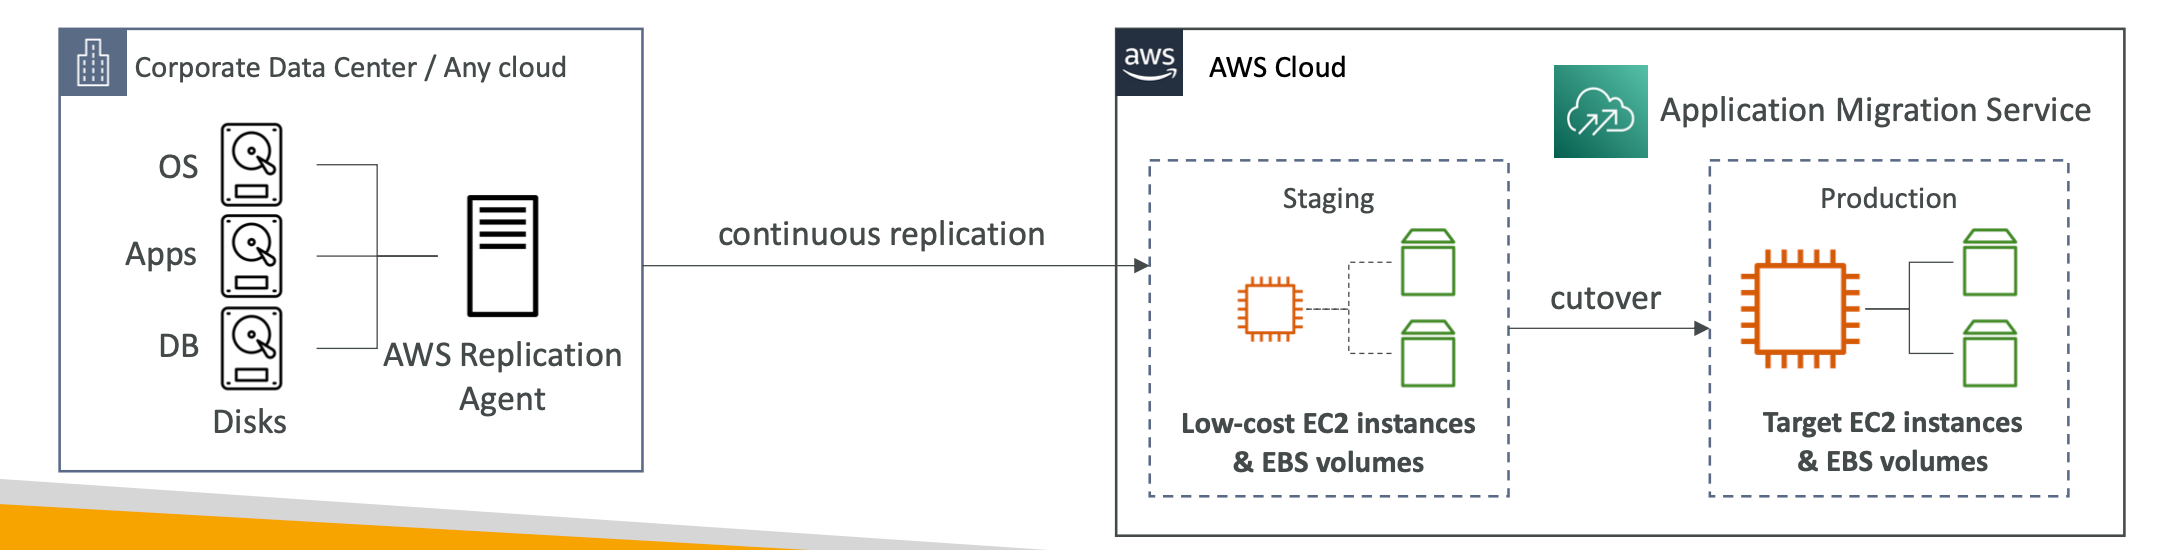 Corporate Data Center / Any cloud
OS
Apps
DB
Disks
AWS Replication
Agent
continuous replication
aws
AWS Cloud
Application Migration Service
Staging
Low-cost EC2 instances
& EBS volumes
cutover
Production
Target EC2 instances
& EBS volumes